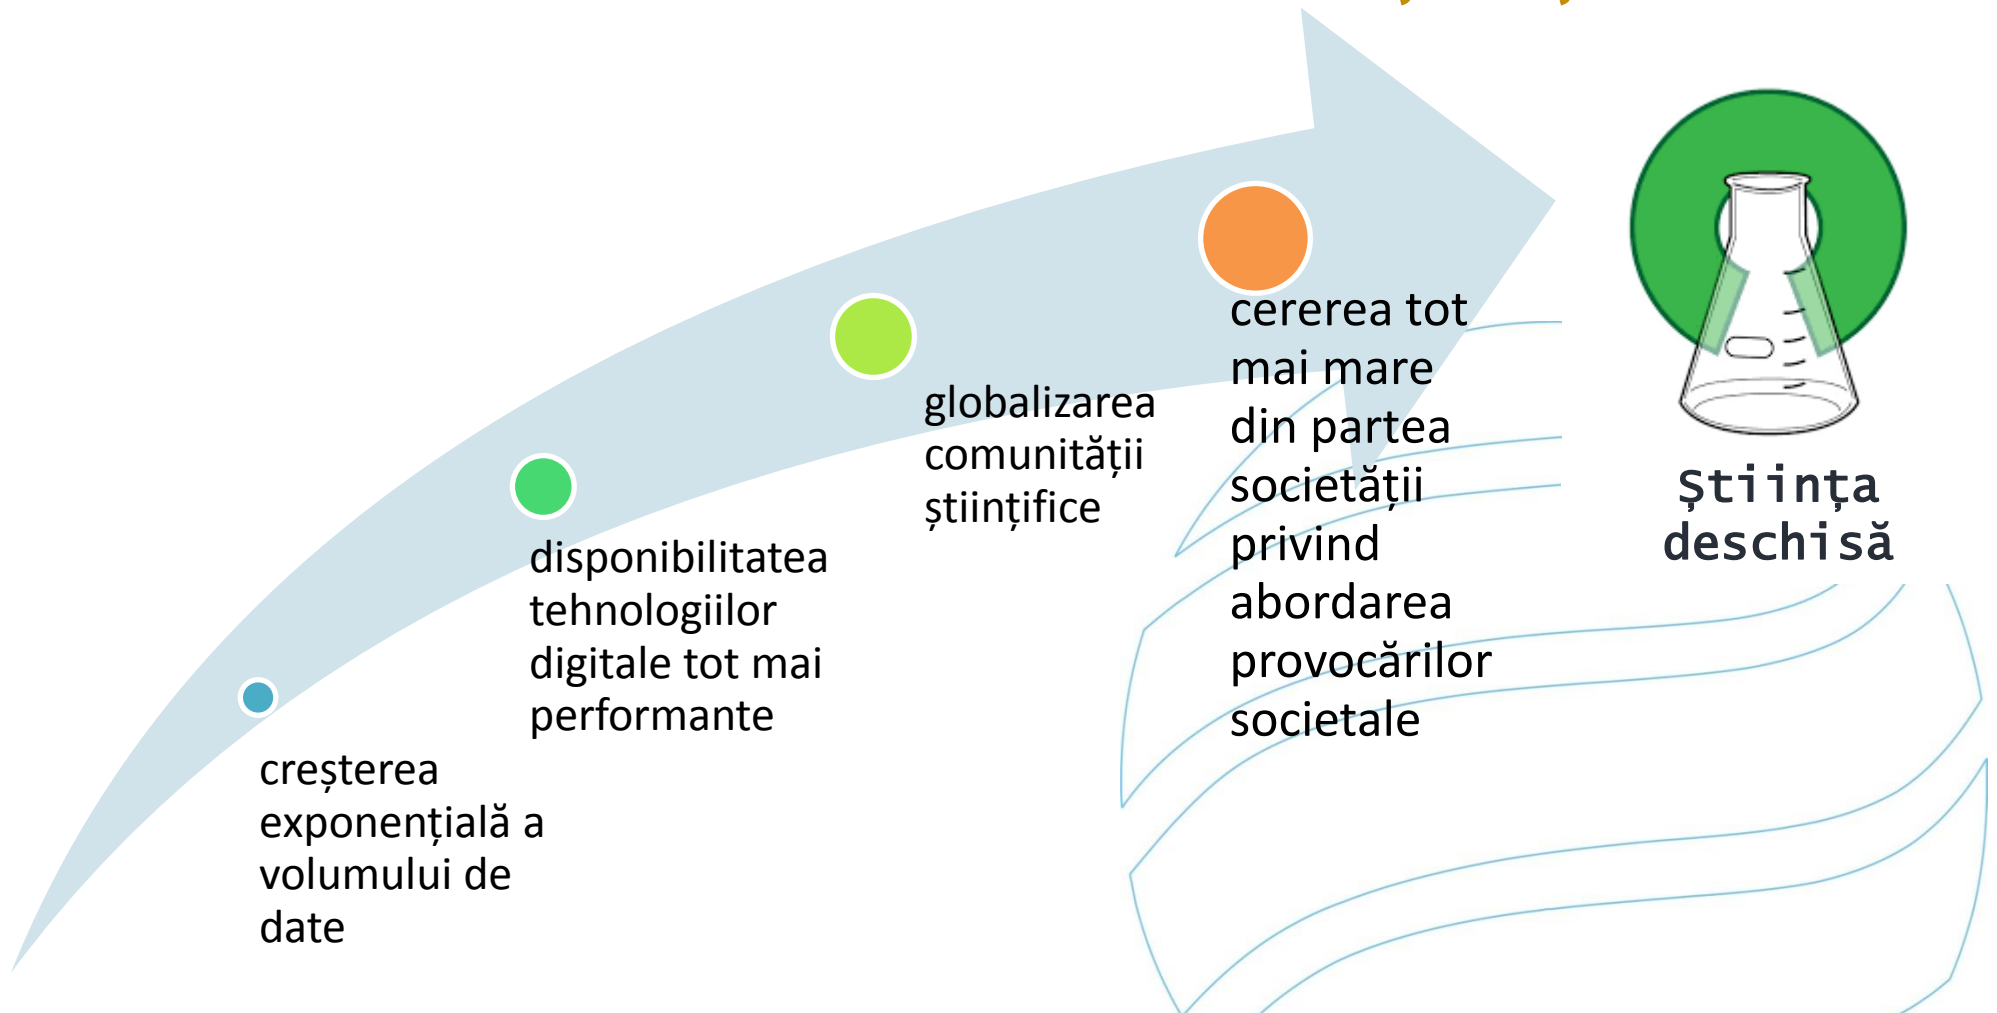 creșterea
exponențială a
volumului de
date
disponibilitatea
tehnologiilor
digitale tot mai
performante
globalizarea
comunității
științifice
cererea tot
mai mare
din partea
societății
privind
abordarea
provocărilor
societale
Știința
deschisă